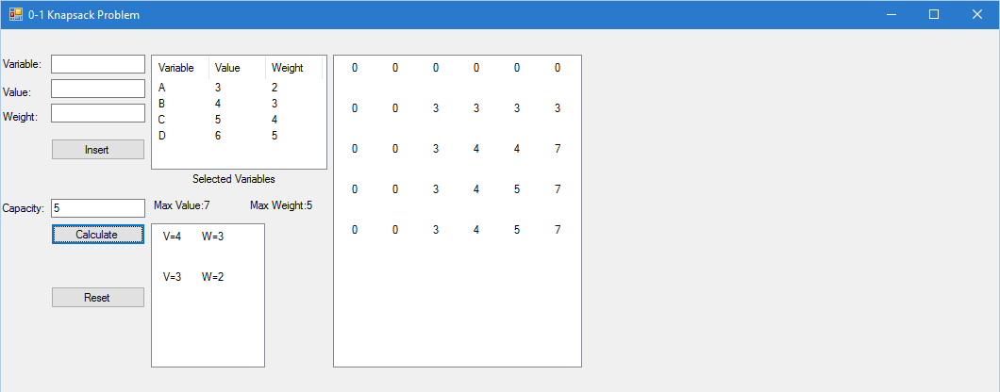 0-1 Knapsack Problem
Variable:
Value:
Weight:
Insert
Capacity: 5
Calculate
Reset
Variable Value Weight
A 3 2
B 4 3
C 5 4
D 6 5
Selected Variables
Max Value:7 Max Weight:5
V=4 W=3
V=3 W=2
0 0 0 0 0 0
0 0 3 3 3 3
0 0 3 4 4 7
0 0 3 4 5 7
0 0 3 4 5 7